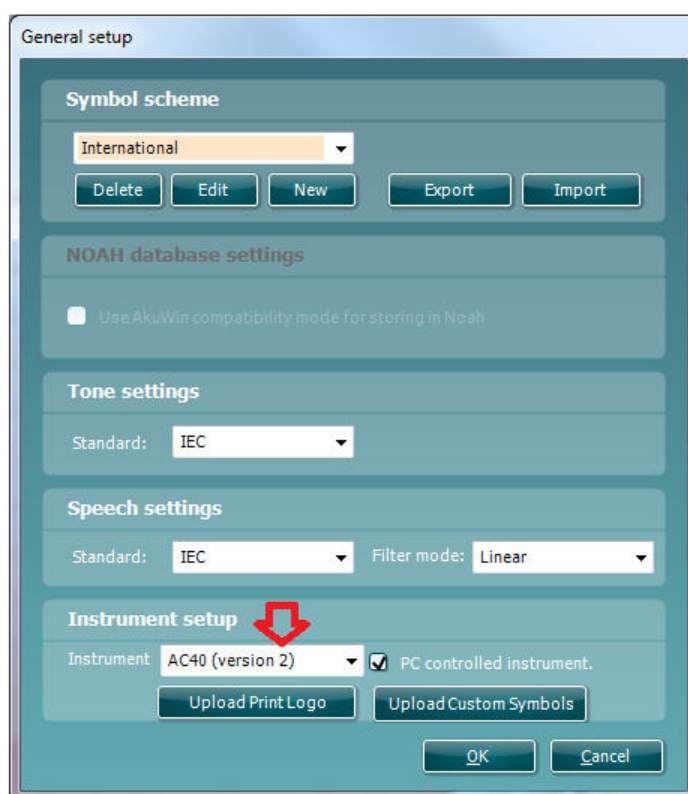 General setup
Symbol scheme
International
Delete Edit New Export Import
NOAH database settings
Use AkuWin compatibility mode for storing in Noah
Tone settings
Standard: IEC
Speech settings
Standard: IEC Filter mode: Linear
Instrument setup
Instrument AC40 (version 2) PC controlled instrument.
Upload Print Logo Upload Custom Symbols
OK Cancel